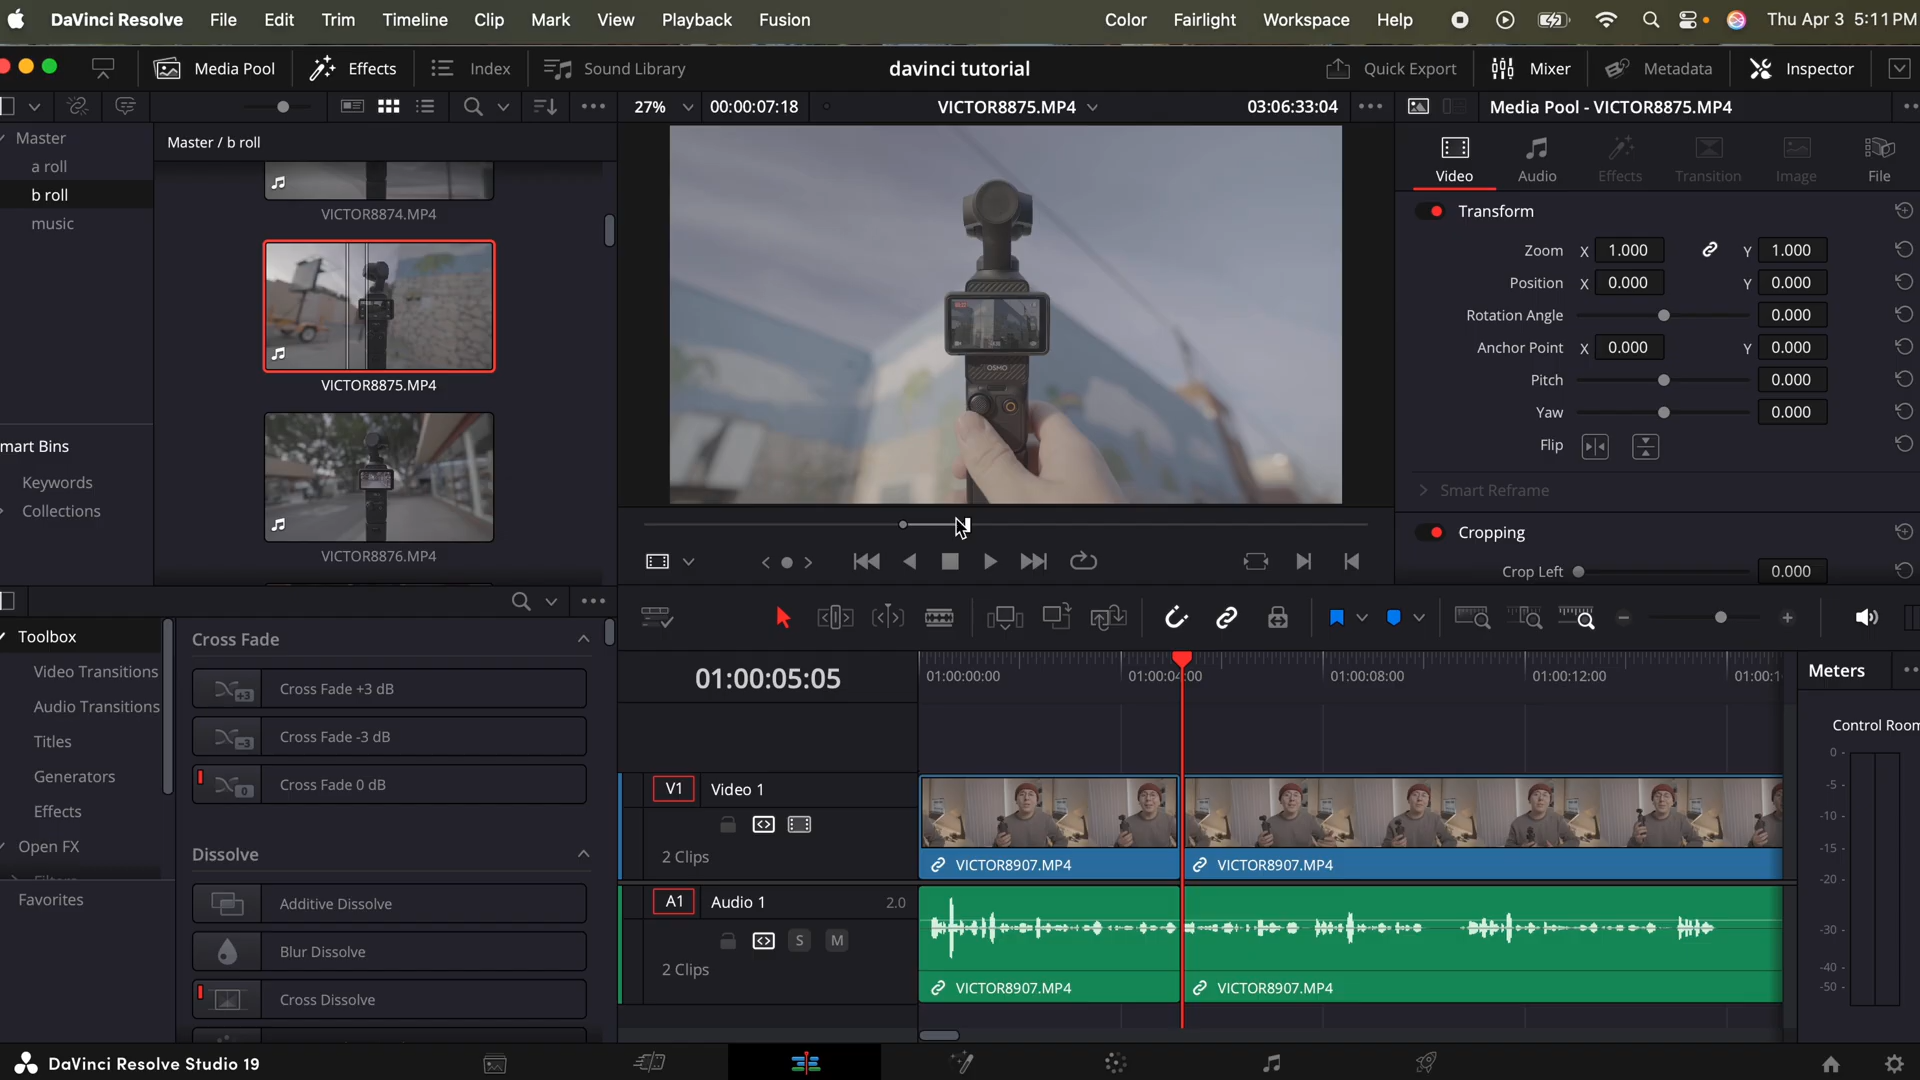 DaVinci Resolve File Edit Trim Timeline Clip Mark View Playback Fusion Color Fairlight Workspace Help Thu Apr 3 5:11 PM
Media Pool Effects Index Sound Library davinci tutorial Quick Export Mixer Metadata Inspector
27% 00:00:07:18 VICTOR8875.MP4 03:06:33:04 Media Pool - VICTOR8875.MP4
Master
a roll
b roll
music
Master / b roll
VICTOR8874.MP4
VICTOR8875.MP4
VICTOR8876.MP4
mart Bins
Keywords
Collections
OSMO
Video Audio Effects Transition Image File
Transform
Zoom X 1.000 Y 1.000
Position X 0.000 Y 0.000
Rotation Angle 0.000
Anchor Point X 0.000 Y 0.000
Pitch 0.000
Yaw 0.000
Flip
Smart Reframe
Cropping
Crop Left 0.000
Toolbox
Video Transitions
Audio Transitions
Titles
Generators
Effects
Open FX
Favorites
Cross Fade
+3 Cross Fade +3 dB
-3 Cross Fade -3 dB
0 Cross Fade 0 dB
Dissolve
Additive Dissolve
Blur Dissolve
Cross Dissolve
01:00:05:05
01:00:00:00 01:00:04:00 01:00:08:00 01:00:12:00 01:00:1
V1 Video 1
2 Clips
VICTOR8907.MP4 VICTOR8907.MP4
A1 Audio 1 2.0
S M
2 Clips
VICTOR8907.MP4 VICTOR8907.MP4
Meters
Control Room
0
-5
-10
-15
-20
-30
-40
-50
DaVinci Resolve Studio 19